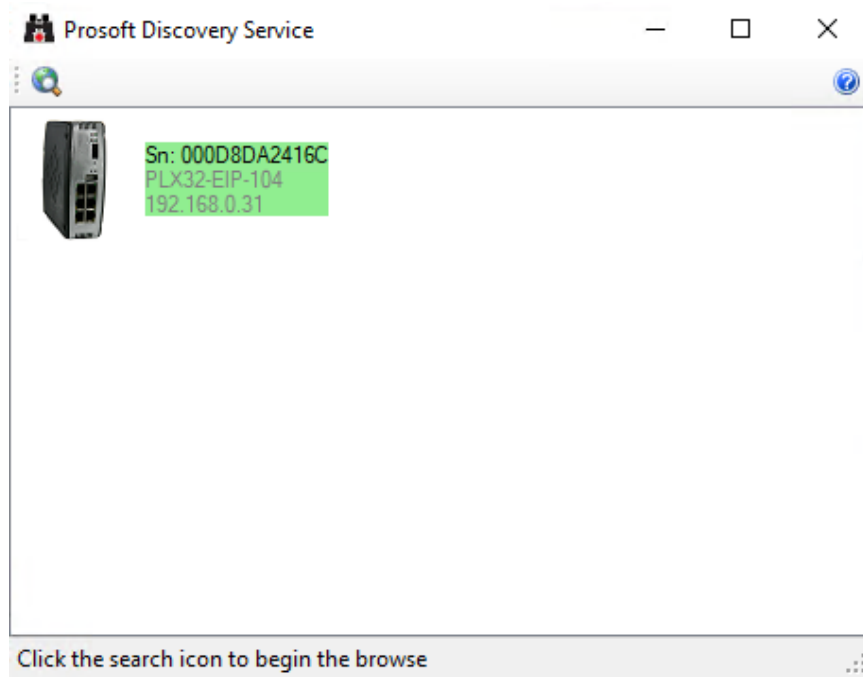 Prosoft Discovery Service
Sn: 000D8DA2416C
PLX32-EIP-104
192.168.0.31
Click the search icon to begin the browse